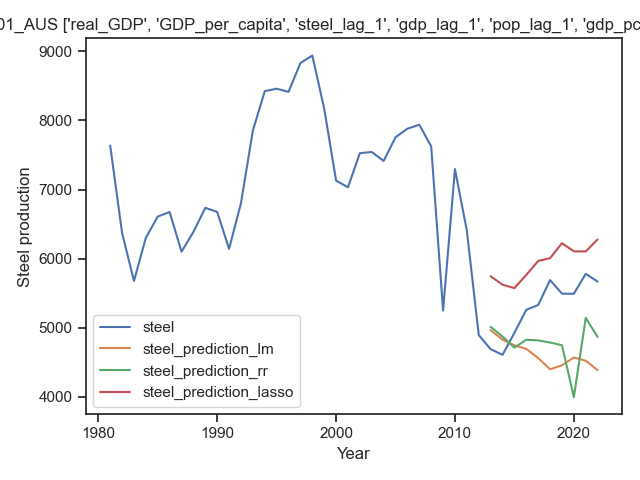 01_AUS ['real_GDP', 'GDP_per_capita', 'steel_lag_1', 'gdp_lag_1', 'pop_lag_1', 'gdp_pc
9000
8000
7000
6000
5000
4000
Steel production
steel
steel_prediction_lm
steel_prediction_rr
steel_prediction_lasso
1980
1990
2000
2010
2020
Year